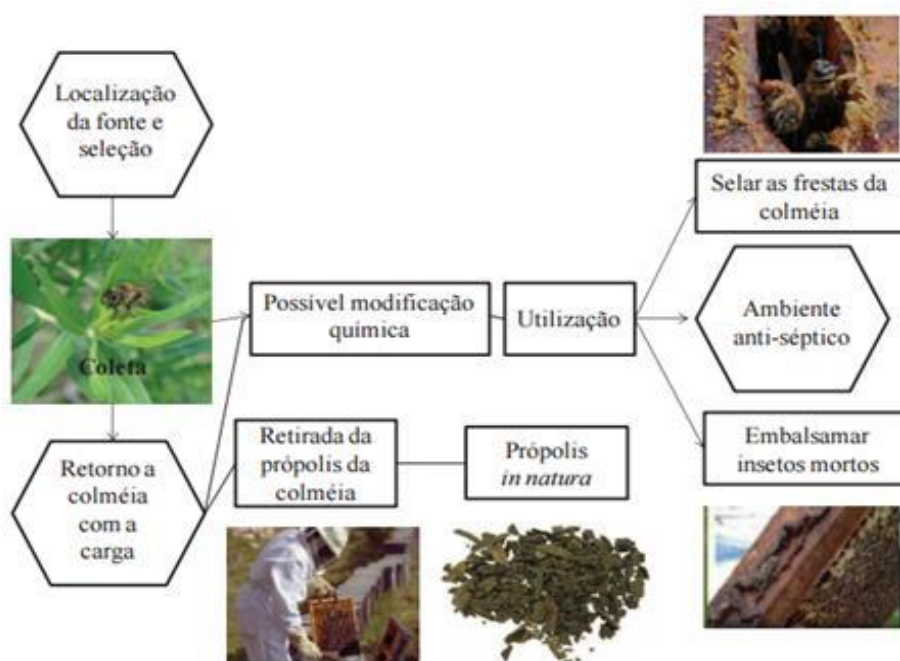 Localização
da fonte e
seleção
Coleta
Retorno a
colméia
com a
carga
Possível modificação
química
Utilização
Retirada da
própolis da
colméia
Própolis
in natura
Selar as frestas da
colméia
Ambiente
anti-séptico
Embalsamar
insetos mortos